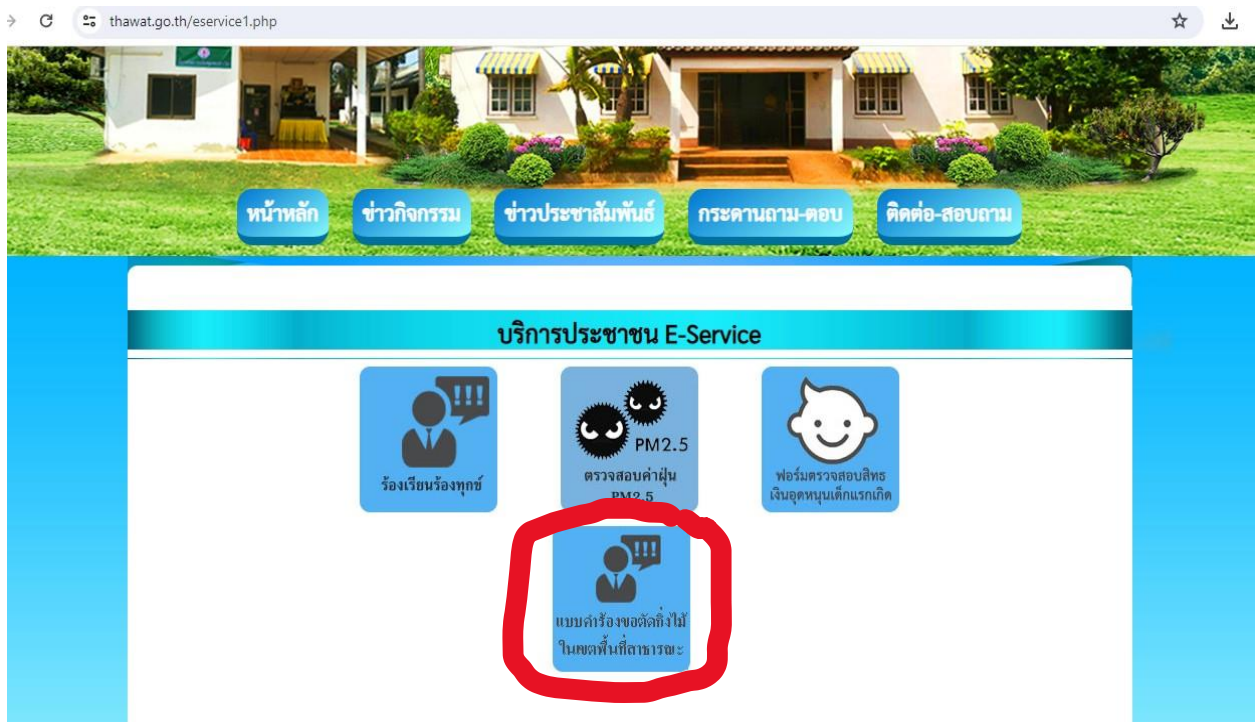 thawat.go.th/eservice1.php
หน้าหลัก
ข่าวกิจกรรม
ข่าวประชาสัมพันธ์
กระดานถาม-ตอบ
ติดต่อ-สอบถาม
บริการประชาชน E-Service
!!!
ร้องเรียนร้องทุกข์
PM2.5
ตรวจสอบค่าฝุ่น
PM2.5
ฟอร์มตรวจสอบสิทธ
เงินอุดหนุนเด็กแรกเกิด
!!!
แบบคำร้องขอตัดกิ่งไม้
ในเขตพื้นที่สาธารณะ